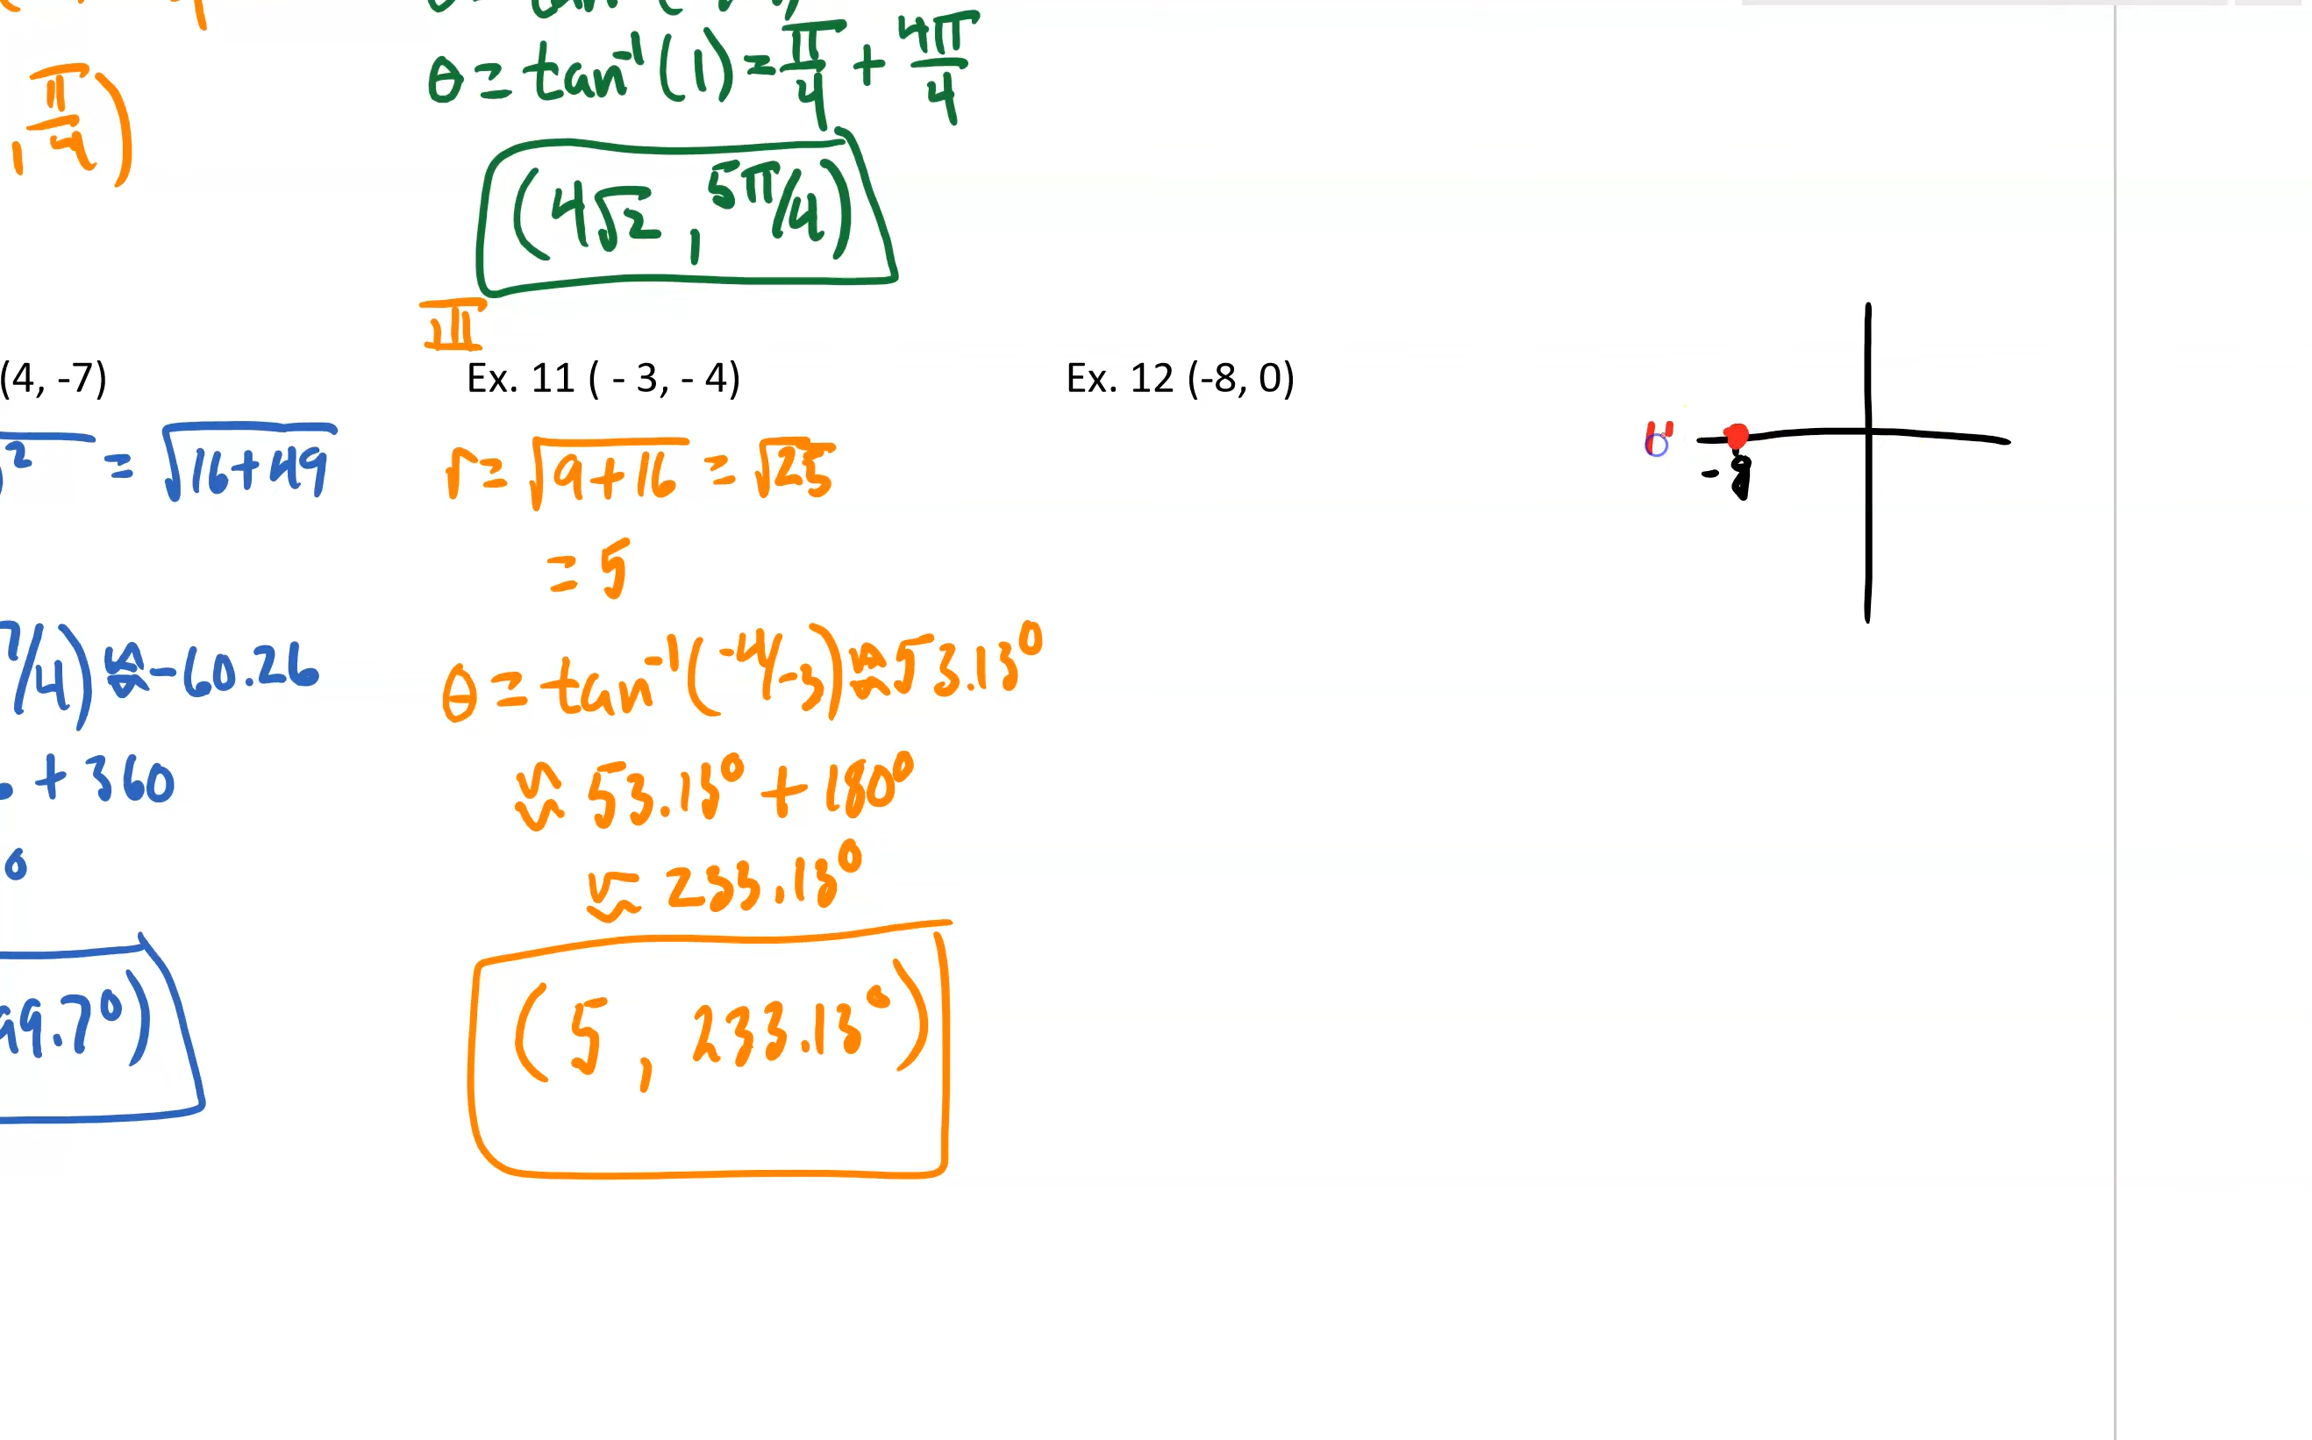 π/4)
θ = tan⁻¹(1) = π/4 + 4π/4
(4√2, 5π/4)
III
(4, -7)
Ex. 11 ( - 3, - 4)
Ex. 12 (-8, 0)
² = √16+49
r = √9+16 = √25
-8
= 5
/4) ≈ -60.26
θ = tan⁻¹(-4/-3) ≈ 53.13°
+ 360
≈ 53.13° + 180°
≈ 233.13°
9.7°)
(5, 233.13°)